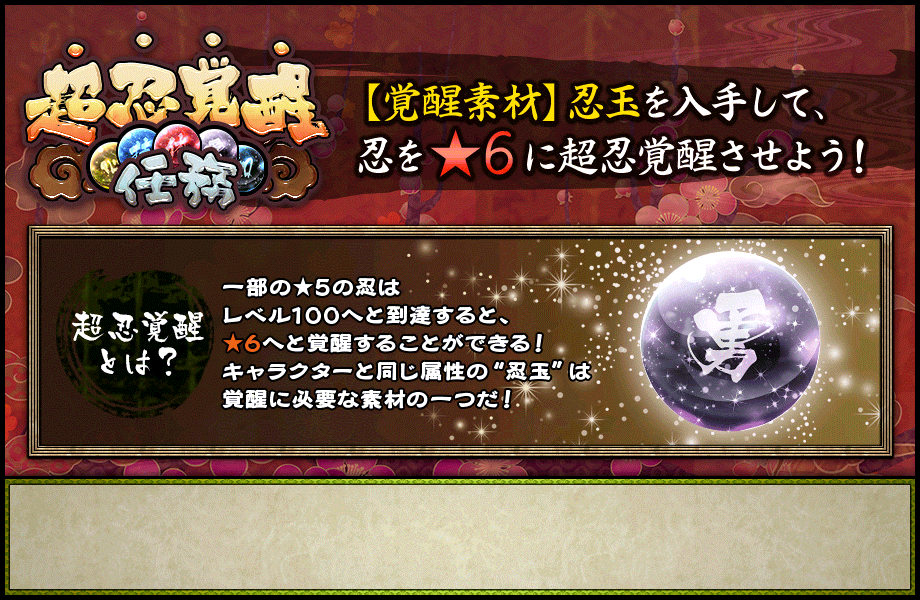 超忍覚醒
任務
【覚醒素材】忍玉を入手して、
忍を★6に超忍覚醒させよう！
超忍覚醒
とは？
一部の★5の忍は
レベル100へと到達すると、
★6へと覚醒することができる！
キャラクターと同じ属性の“忍玉”は
覚醒に必要な素材の一つだ！
勇